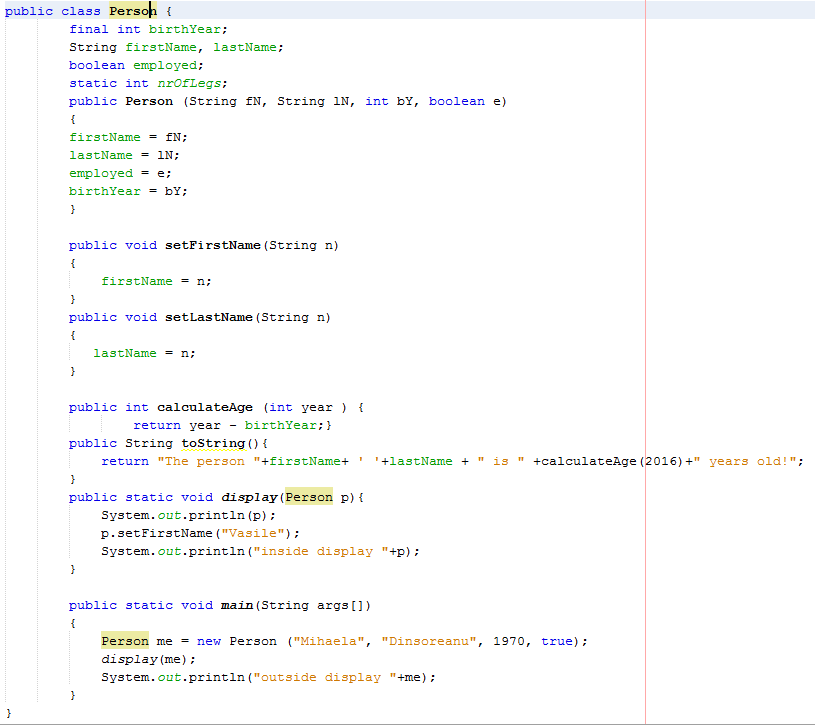 public class Person {
final int birthYear;
String firstName, lastName;
boolean employed;
static int nrOfLegs;
public Person (String fN, String lN, int bY, boolean e)
{
firstName = fN;
lastName = lN;
employed = e;
birthYear = bY;
}
public void setFirstName(String n)
{
firstName = n;
}
public void setLastName(String n)
{
lastName = n;
}
public int calculateAge (int year ) {
return year - birthYear;}
public String toString(){
return "The person "+firstName+ ' '+lastName + " is " +calculateAge(2016)+" years old!";
}
public static void display(Person p){
System.out.println(p);
p.setFirstName("Vasile");
System.out.println("inside display "+p);
}
public static void main(String args[])
{
Person me = new Person ("Mihaela", "Dinsoreanu", 1970, true);
display(me);
System.out.println("outside display "+me);
}
}